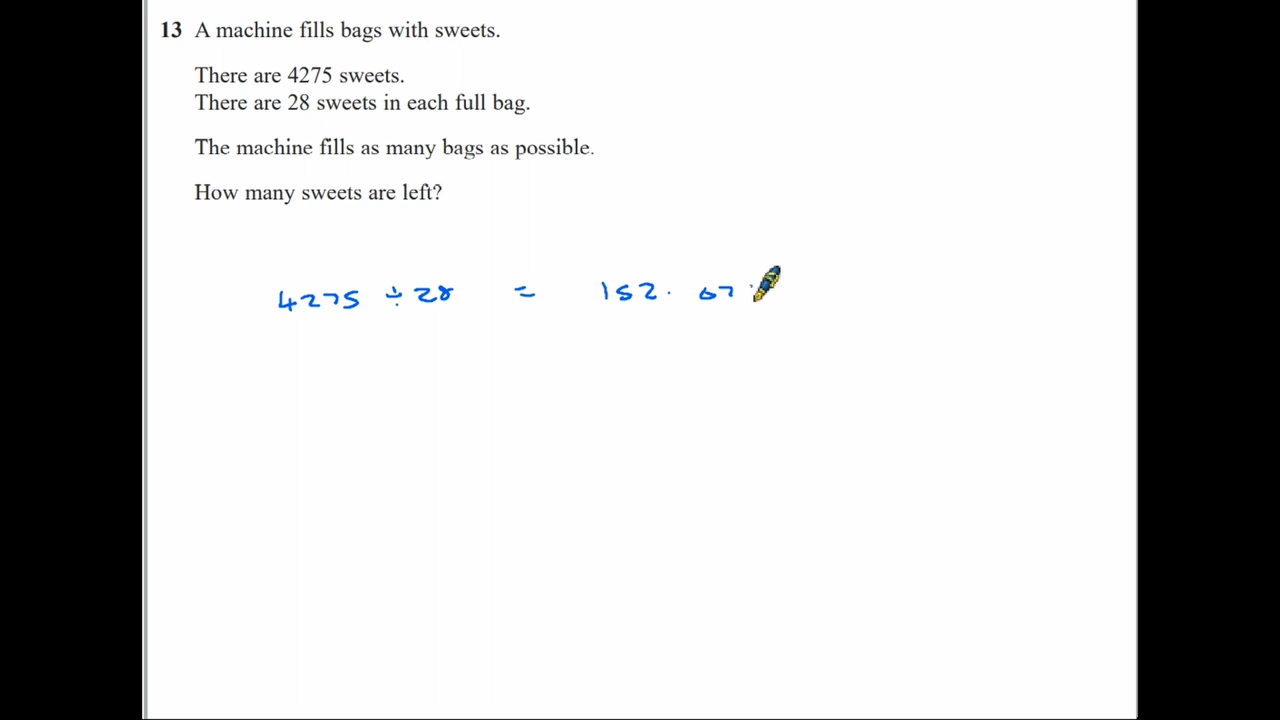 13 A machine fills bags with sweets.
There are 4275 sweets.
There are 28 sweets in each full bag.
The machine fills as many bags as possible.
How many sweets are left?
4275 ÷ 28 = 152. 67